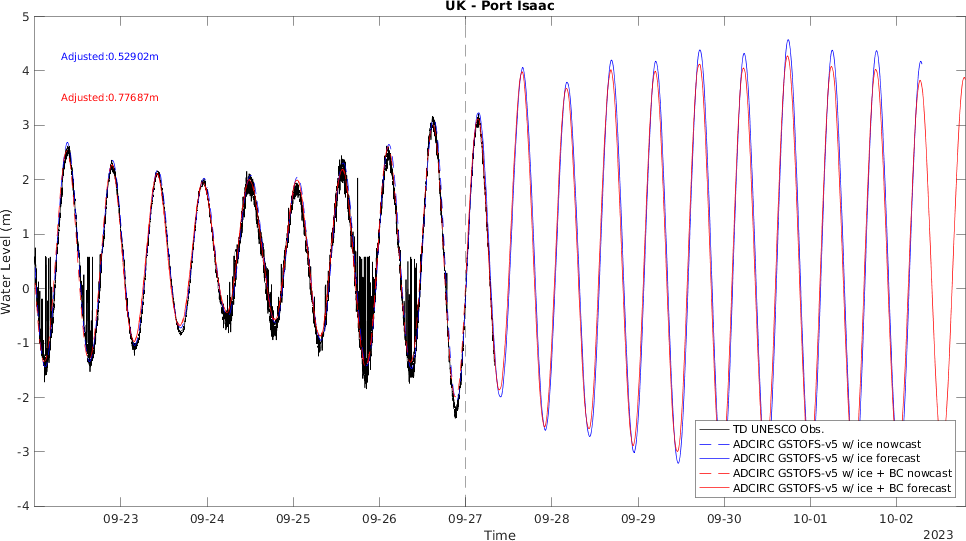 UK - Port Isaac
Adjusted:0.52902m
Adjusted:0.77687m
Water Level (m)
5
4
3
2
1
0
-1
-2
-3
-4
TD UNESCO Obs.
ADCIRC GSTOFS-v5 w/ ice nowcast
ADCIRC GSTOFS-v5 w/ ice forecast
ADCIRC GSTOFS-v5 w/ ice + BC nowcast
ADCIRC GSTOFS-v5 w/ ice + BC forecast
09-23 09-24 09-25 09-26 09-27 09-28 09-29 09-30 10-01 10-02
Time
2023